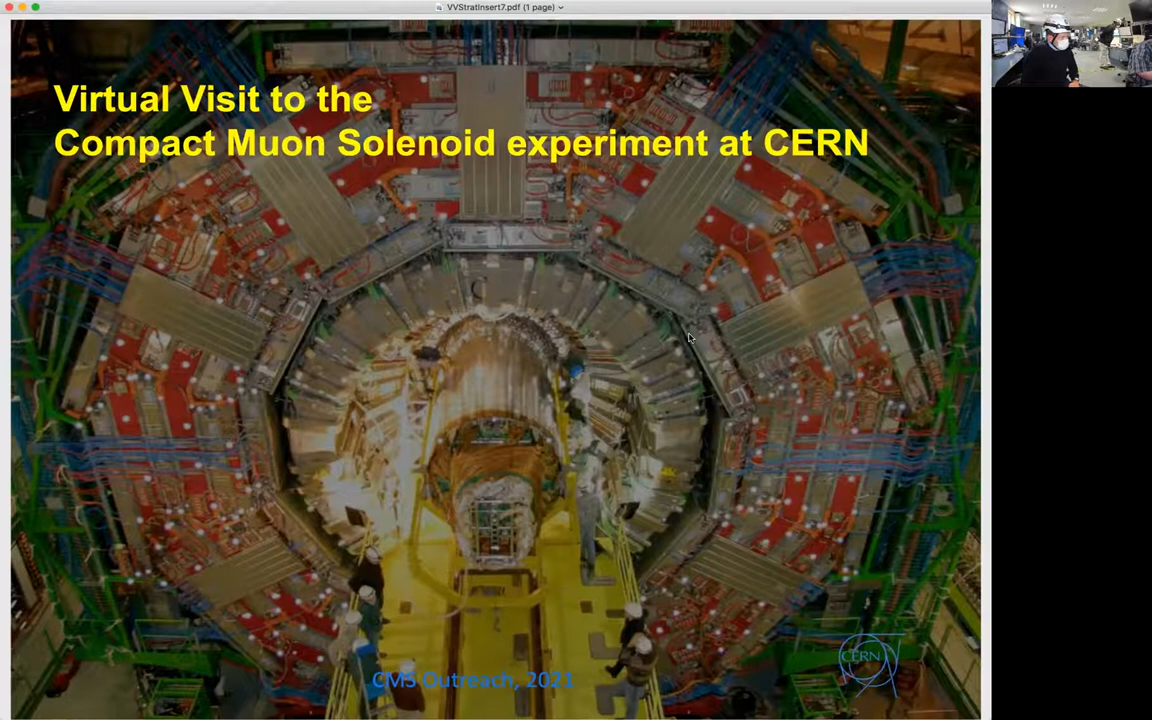 VVStratInsert7.pdf (1 page)
Virtual Visit to the
Compact Muon Solenoid experiment at CERN
CERN
CMS Outreach, 2021